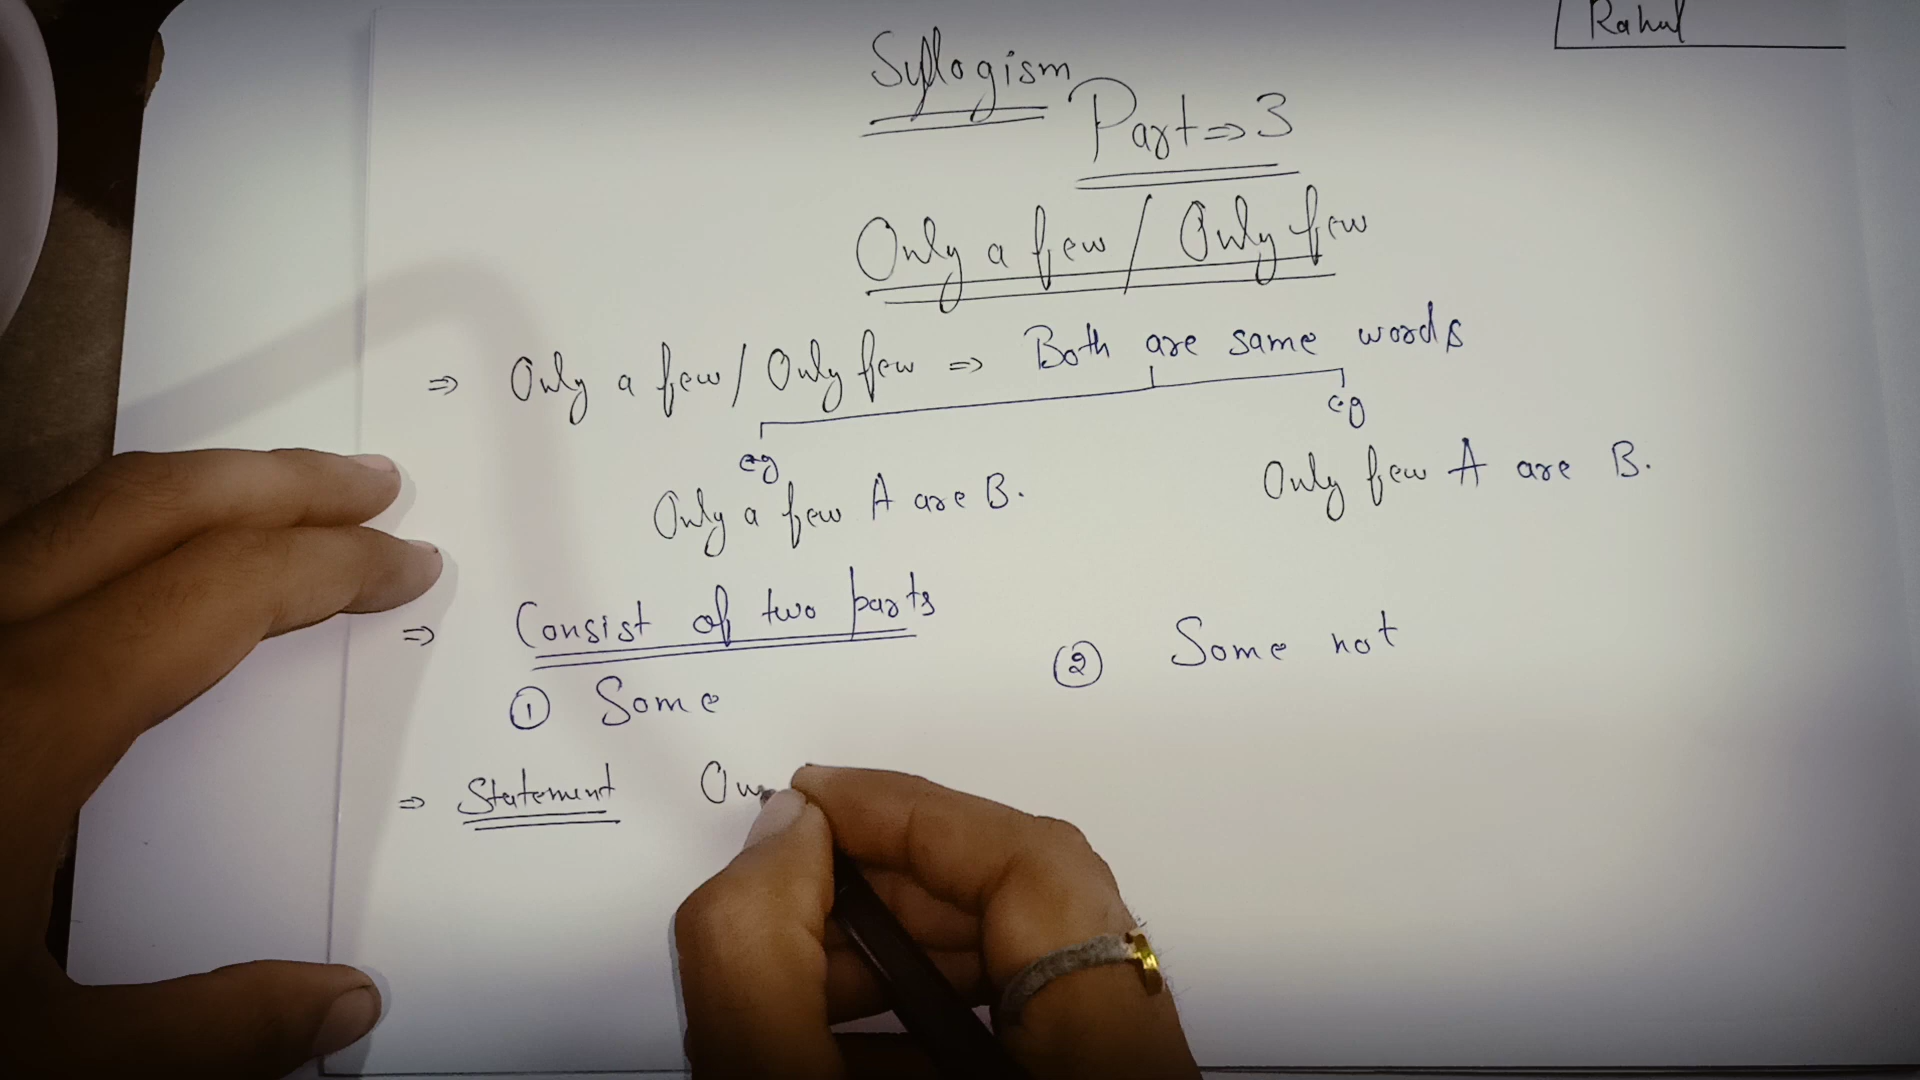 Rahul
Syllogism
Part => 3
Only a few / Only few
=> Only a few / Only few => Both are same words
eg eg
Only a few A are B. Only few A are B.
=> Consist of two parts
① Some ② Some not
=> Statement On